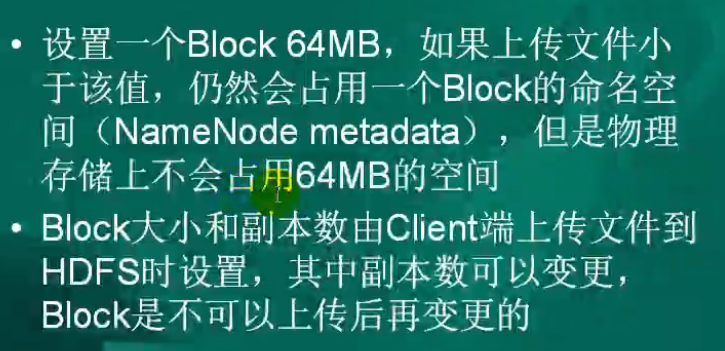 • 设置一个Block 64MB，如果上传文件小
于该值，仍然会占用一个Block的命名空
间（NameNode metadata），但是物理
存储上不会占用64MB的空间
• Block大小和副本数由Client端上传文件到
HDFS时设置，其中副本数可以变更，
Block是不可以上传后再变更的